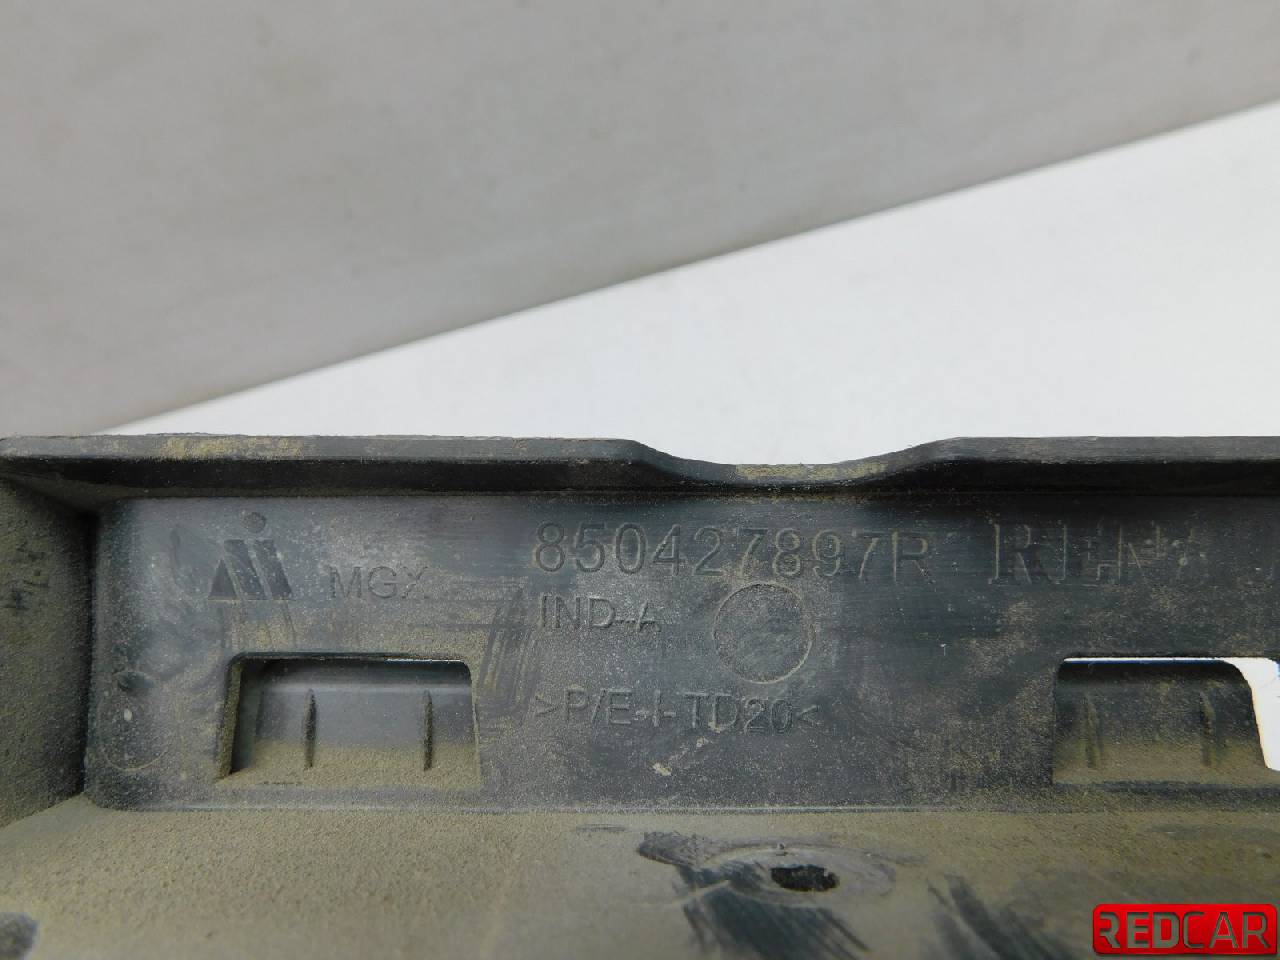 MGX
850427897R
IND-A
>P/E-I-TD20<
REDCAR